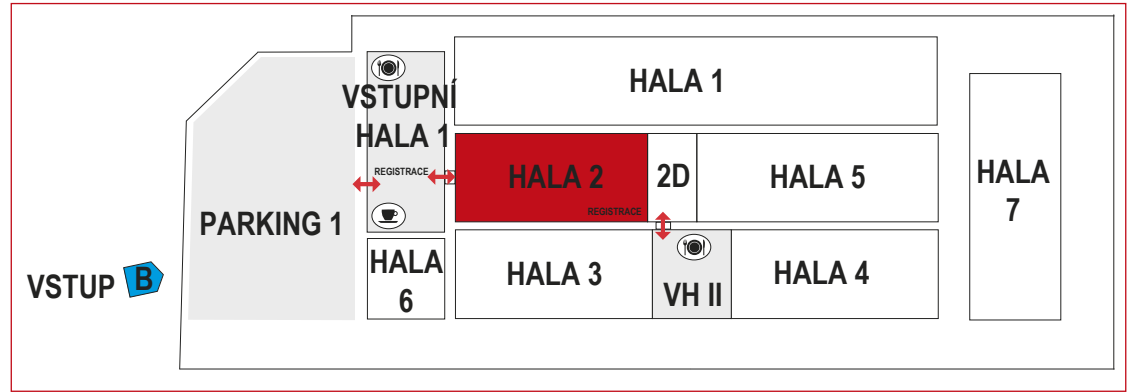 VSTUPNÍ
HALA 1
REGISTRACE
HALA 1
HALA 2
REGISTRACE
2D
HALA 5
HALA
7
PARKING 1
VSTUP B
HALA
6
HALA 3
VH II
HALA 4